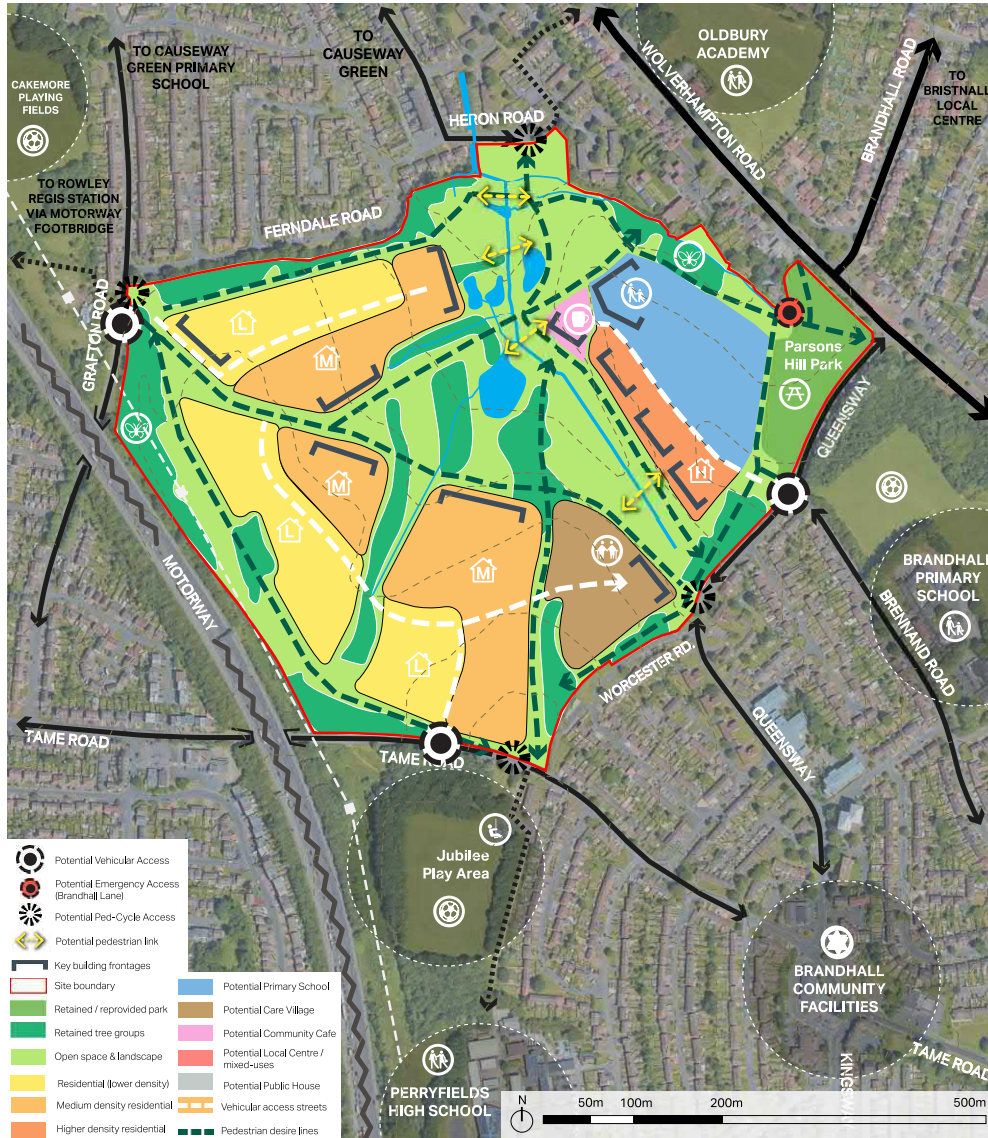 TO CAUSEWAY
GREEN PRIMARY
SCHOOL
TO
CAUSEWAY
GREEN
OLDBURY
ACADEMY
WOLVERHAMPTON ROAD
BRANDHALL ROAD
TO
BRISTNALL
LOCAL
CENTRE
CAKEMORE
PLAYING
FIELDS
HERON ROAD
TO ROWLEY
REGIS STATION
VIA MOTORWAY
FOOTBRIDGE
FERNDALE ROAD
GRAFTON ROAD
L
M
Parsons
Hill Park
QUEENSWAY
M
H
L
M
BRANDHALL
PRIMARY
SCHOOL
MOTORWAY
BRENNAND ROAD
L
WORCESTER RD.
QUEENSWAY
TAME ROAD
TAME ROAD
Jubilee
Play Area
BRANDHALL
COMMUNITY
FACILITIES
TAME ROAD
PERRYFIELDS
HIGH SCHOOL
Potential Vehicular Access
Potential Emergency Access
(Brandhall Lane)
Potential Ped-Cycle Access
Potential pedestrian link
Key building frontages
Site boundary
Retained / reprovided park
Retained tree groups
Open space & landscape
Residential (lower density)
Medium density residential
Higher density residential
Potential Primary School
Potential Care Village
Potential Community Cafe
Potential Local Centre /
mixed-uses
Potential Public House
Vehicular access streets
Pedestrian desire lines
N
50m 100m 200m 500m